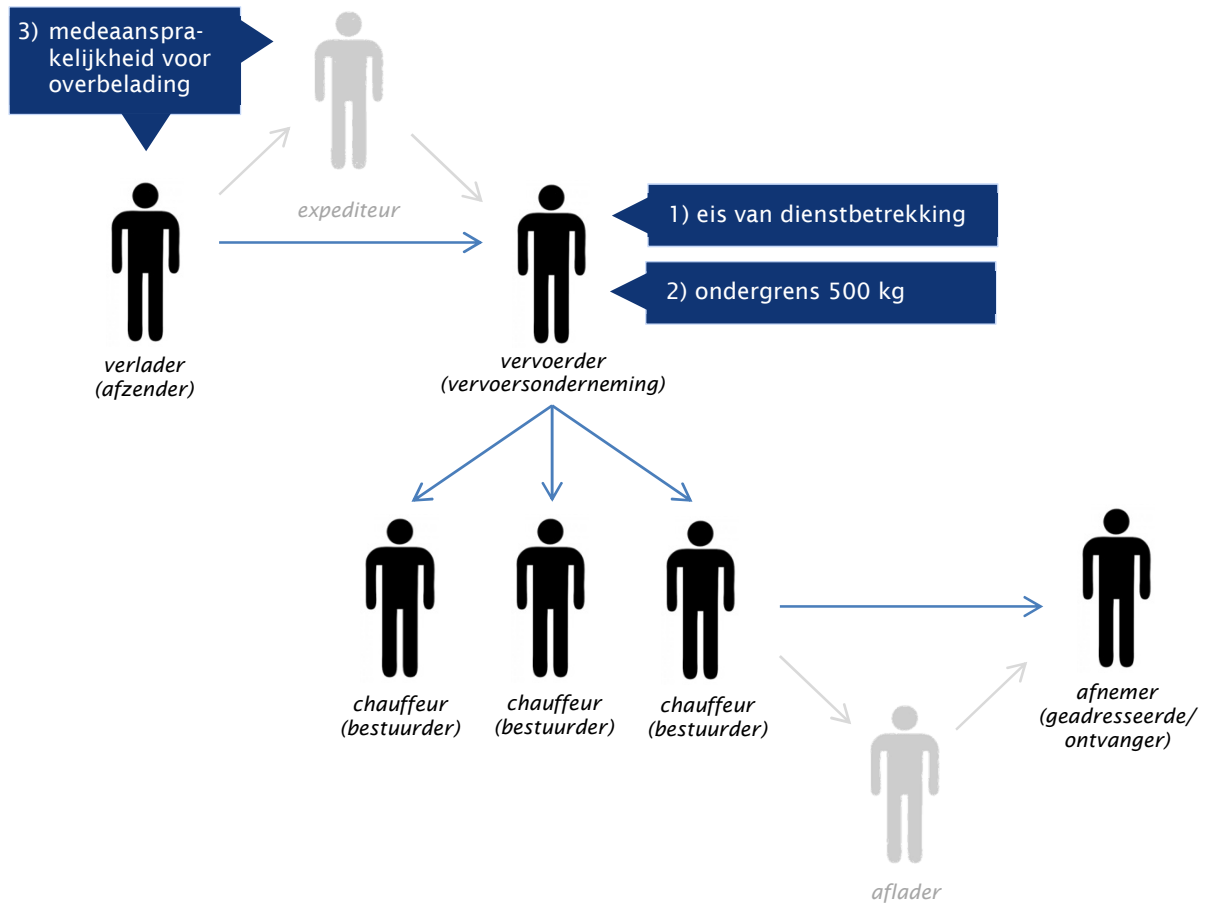 3) medeaanspra-
kelijkheid voor
overbelading
expediteur
1) eis van dienstbetrekking
2) ondergrens 500 kg
verlader
(afzender)
vervoerder
(vervoersonderneming)
chauffeur
(bestuurder)
chauffeur
(bestuurder)
chauffeur
(bestuurder)
afnemer
(geadresseerde/
ontvanger)
aflader